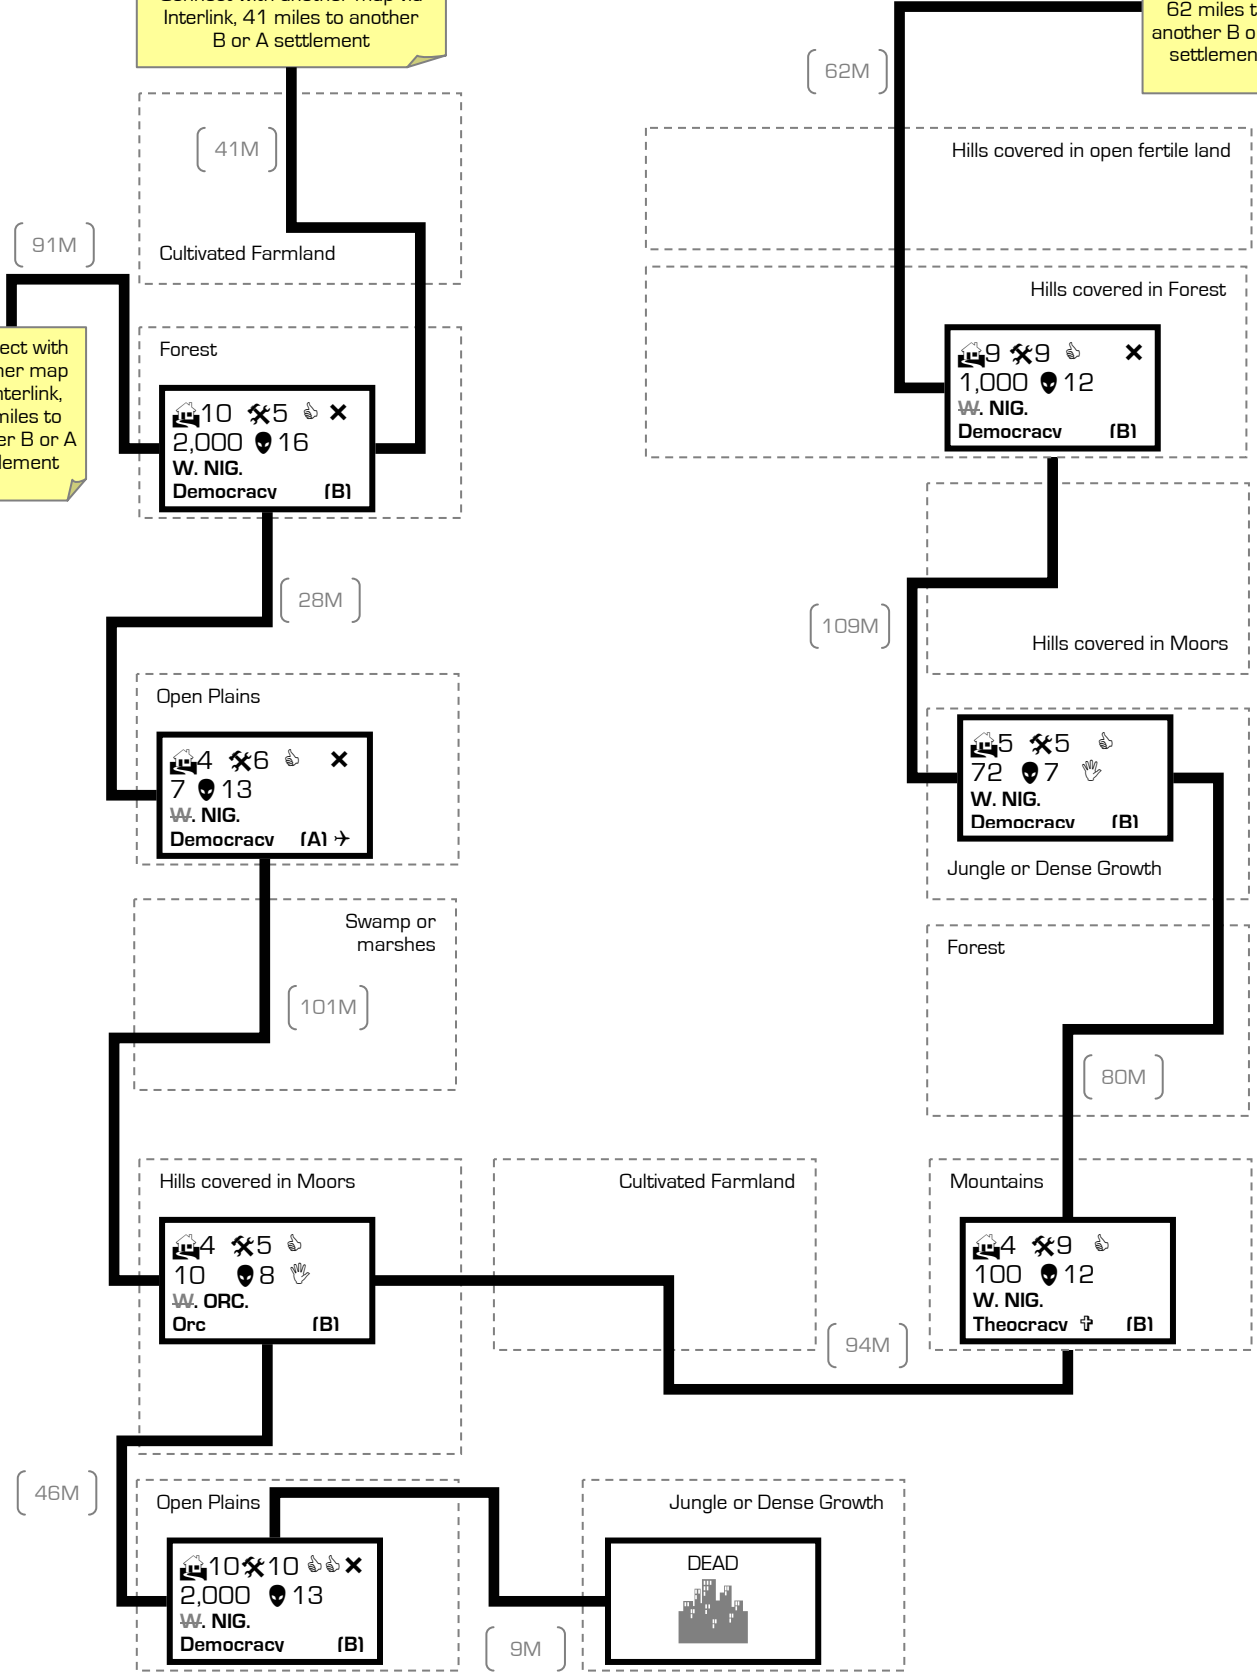 Interlink, 41 miles to another
B or A settlement
62 miles t
another B o
settlemen
62M
41M
Hills covered in open fertile land
91M
Cultivated Farmland
Hills covered in Forest
ect with
her map
nterlink,
miles to
er B or A
lement
Forest
10 5
2,000 16
W. NIG.
Democracy (B)
9 9
1,000 12
W. NIG.
Democracy (B)
28M
109M
Hills covered in Moors
Open Plains
4 6
7 13
W. NIG.
Democracy (A)
5 5
72 7
W. NIG.
Democracy (B)
Jungle or Dense Growth
Swamp or
marshes
Forest
101M
80M
Hills covered in Moors
Cultivated Farmland
Mountains
4 5
10 8
W. ORC.
Orc (B)
4 9
100 12
W. NIG.
Theocracy (B)
94M
46M
Open Plains
Jungle or Dense Growth
10 10
2,000 13
W. NIG.
Democracy (B)
DEAD
9M